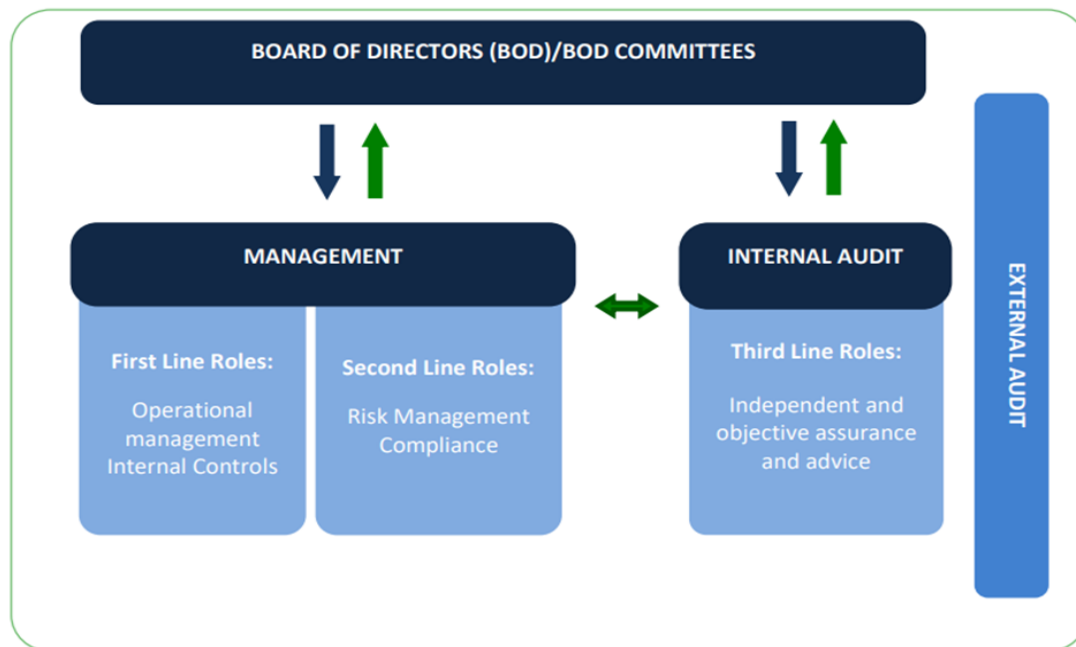 BOARD OF DIRECTORS (BOD)/BOD COMMITTEES
MANAGEMENT
First Line Roles:
Operational
management
Internal Controls
Second Line Roles:
Risk Management
Compliance
INTERNAL AUDIT
Third Line Roles:
Independent and
objective assurance
and advice
EXTERNAL AUDIT